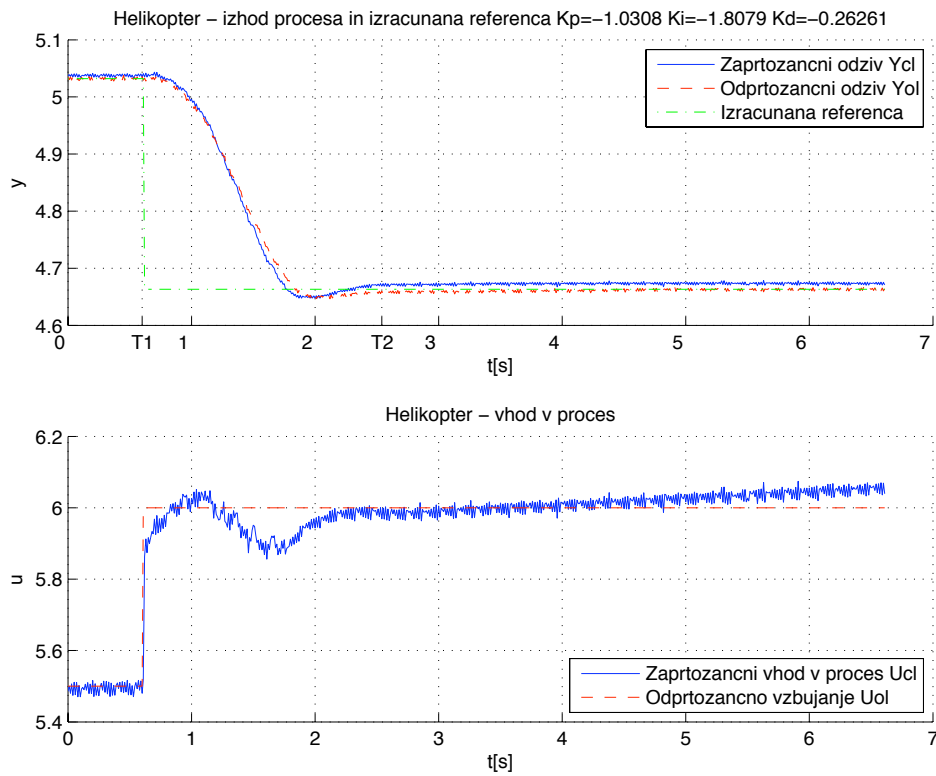 Helikopter − izhod procesa in izracunana referenca Kp=−1.0308 Ki=−1.8079 Kd=−0.26261
5.1
5
4.9
4.8
4.7
4.6
y
Zaprtozancni odziv Ycl
Odprtozancni odziv Yol
Izracunana referenca
0 T1 1 2 T2 3 4 5 6 7
t[s]
Helikopter − vhod v proces
6.2
6
5.8
5.6
5.4
u
Zaprtozancni vhod v proces Ucl
Odprtozancno vzbujanje Uol
0 1 2 3 4 5 6 7
t[s]